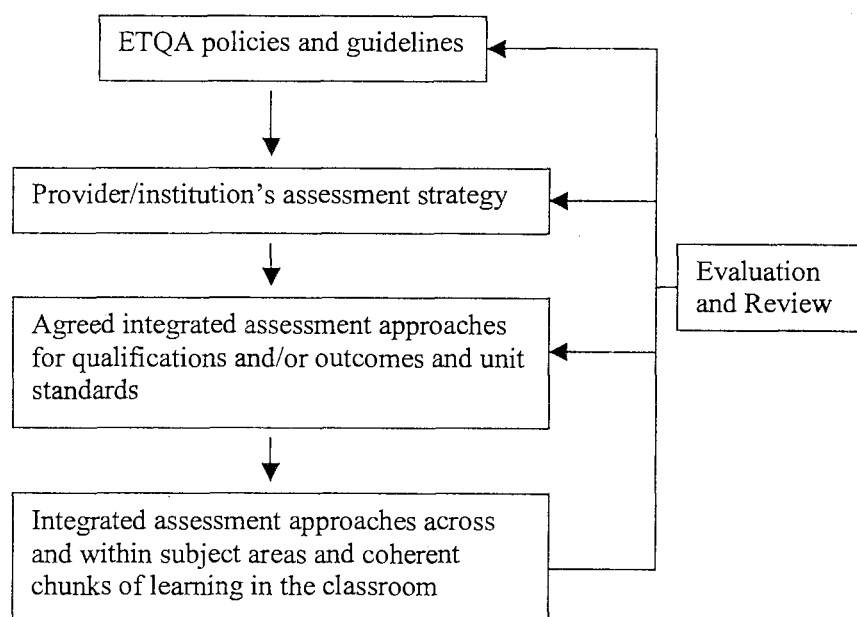 ETQA policies and guidelines
Provider/institution's assessment strategy
Agreed integrated assessment approaches
for qualifications and/or outcomes and unit
standards
Integrated assessment approaches across
and within subject areas and coherent
chunks of learning in the classroom
Evaluation
and Review